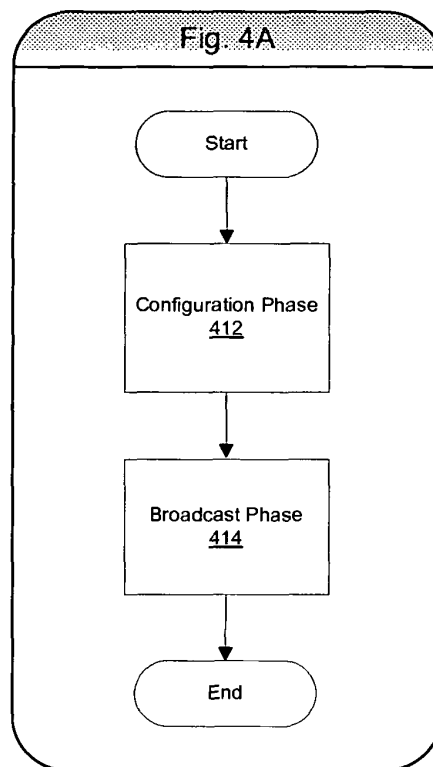 Fig. 4A
Start
Configuration Phase
412
Broadcast Phase
414
End